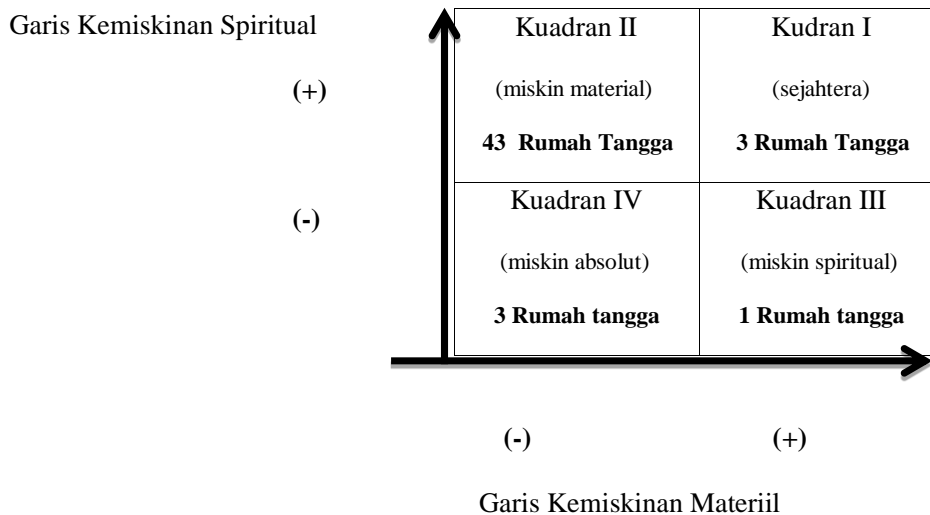 Garis Kemiskinan Spiritual
(+)
(-)
Kuadran II
(miskin material)
43 Rumah Tangga
Kudran I
(sejahtera)
3 Rumah Tangga
Kuadran IV
(miskin absolut)
3 Rumah tangga
Kuadran III
(miskin spiritual)
1 Rumah tangga
(-)
(+)
Garis Kemiskinan Materiil